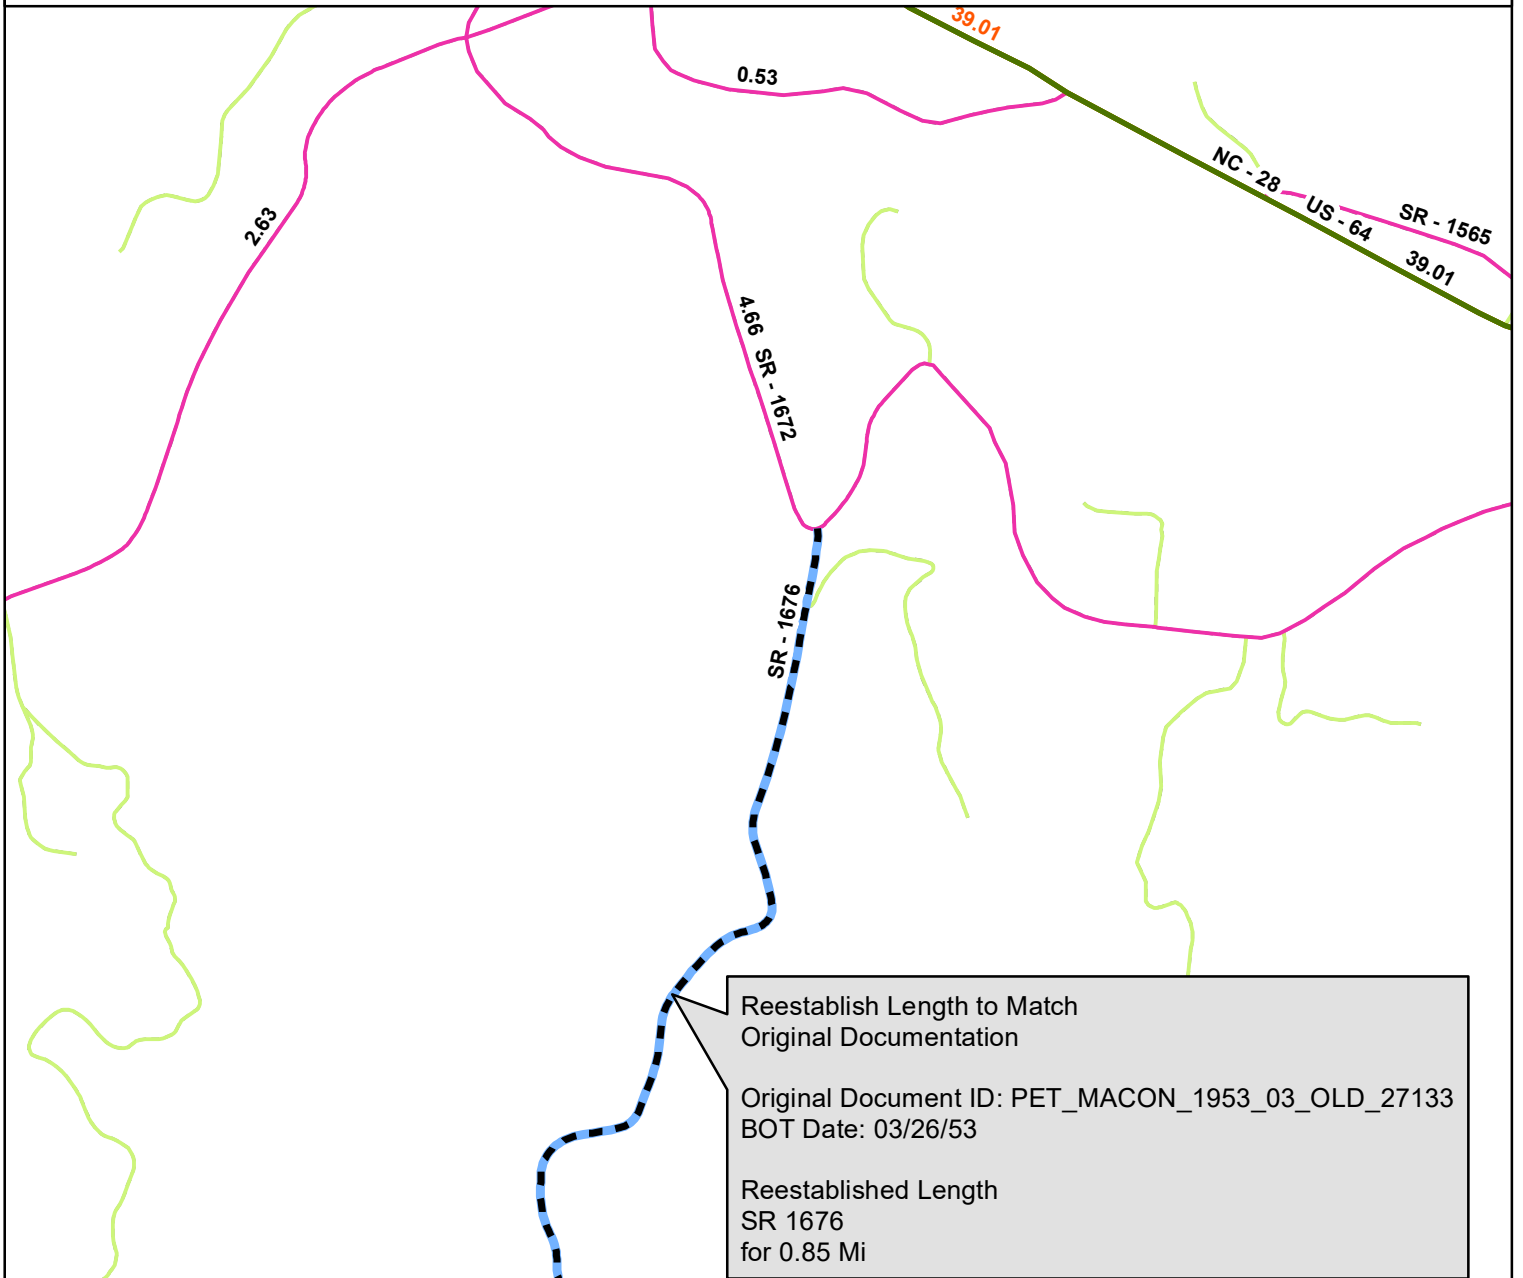 39.01
0.53
NC - 28
US - 64
SR - 1565
39.01
2.63
4.66 SR - 1672
SR - 1676
Reestablish Length to Match
Original Documentation
Original Document ID: PET_MACON_1953_03_OLD_27133
BOT Date: 03/26/53
Reestablished Length
SR 1676
for 0.85 Mi